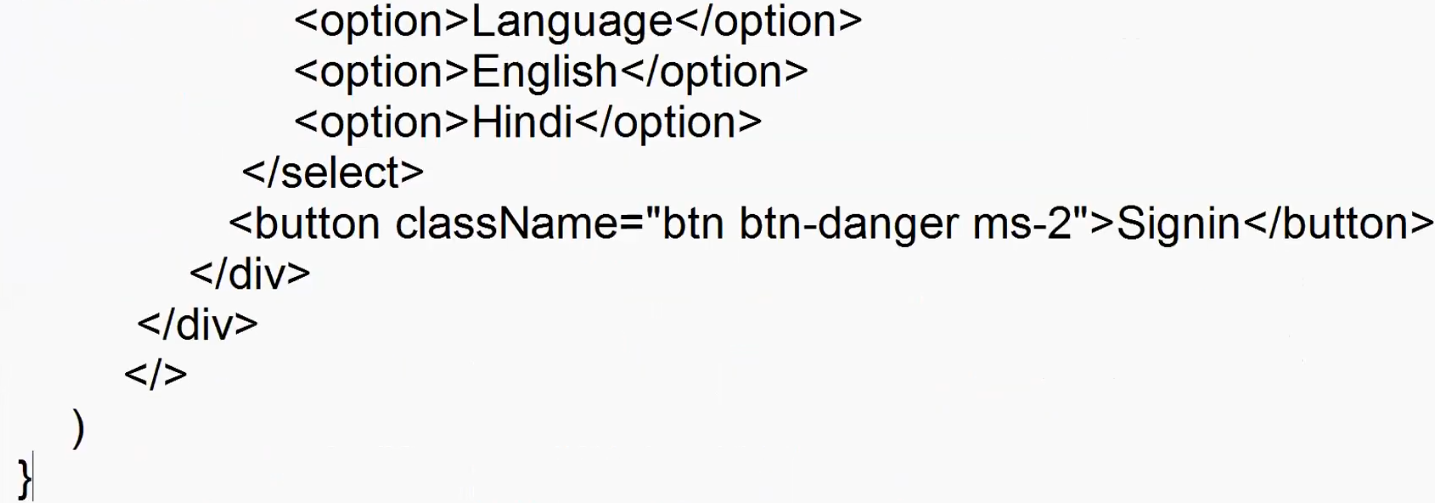 <option>Language</option>
<option>English</option>
<option>Hindi</option>
</select>
<button className="btn btn-danger ms-2">Signin</button>
</div>
</div>
</>
)
}